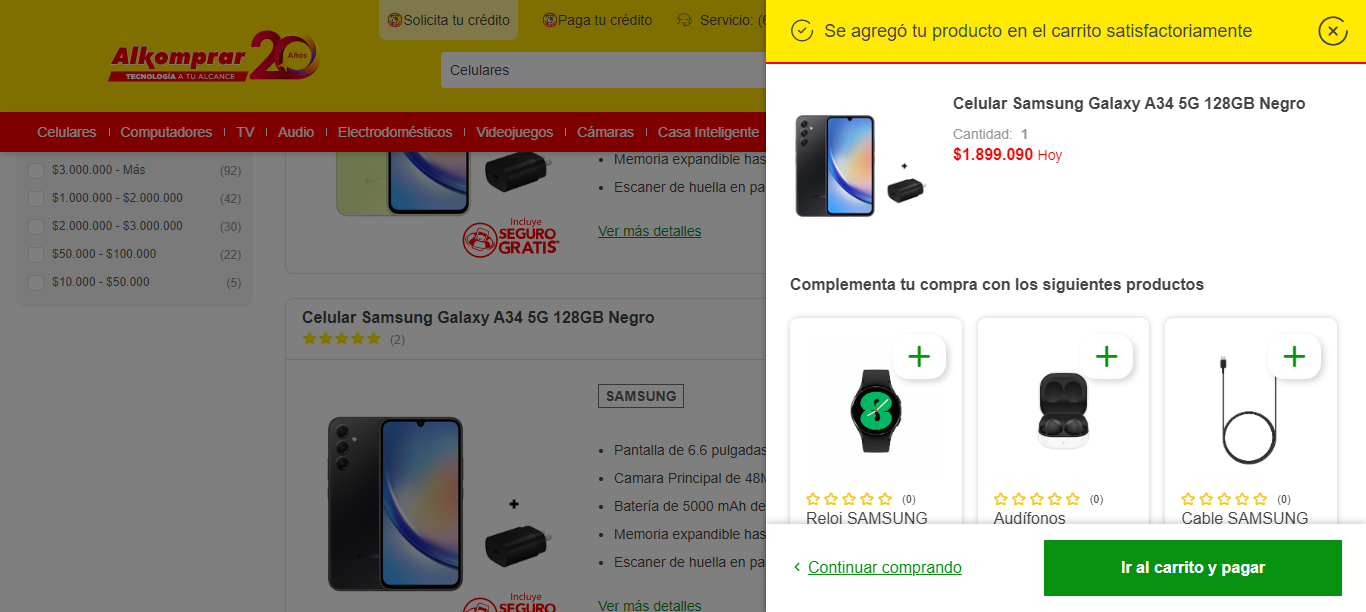 Solicita tu crédito
Paga tu crédito
Servicio: (6
Alkomprar
20
Años
TECNOLOGÍA A TU ALCANCE
Celulares
Celulares
Computadores
TV
Audio
Electrodomésticos
Videojuegos
Cámaras
Casa Inteligente
$3.000.000 - Más (92)
$1.000.000 - $2.000.000 (42)
$2.000.000 - $3.000.000 (30)
$50.000 - $100.000 (22)
$10.000 - $50.000 (5)
Memoria expandible has
Escaner de huella en pa
Incluye
SEGURO
GRATIS*
Ver más detalles
Celular Samsung Galaxy A34 5G 128GB Negro
(2)
SAMSUNG
Pantalla de 6.6 pulgadas
Camara Principal de 48M
Batería de 5000 mAh de
Memoria expandible has
Escaner de huella en pa
Incluye
SEGURO
Ver más detalles
Se agregó tu producto en el carrito satisfactoriamente
Celular Samsung Galaxy A34 5G 128GB Negro
Cantidad: 1
$1.899.090 Hoy
Complementa tu compra con los siguientes productos
(0)
Reloj SAMSUNG
(0)
Audífonos
(0)
Cable SAMSUNG
Continuar comprando
Ir al carrito y pagar